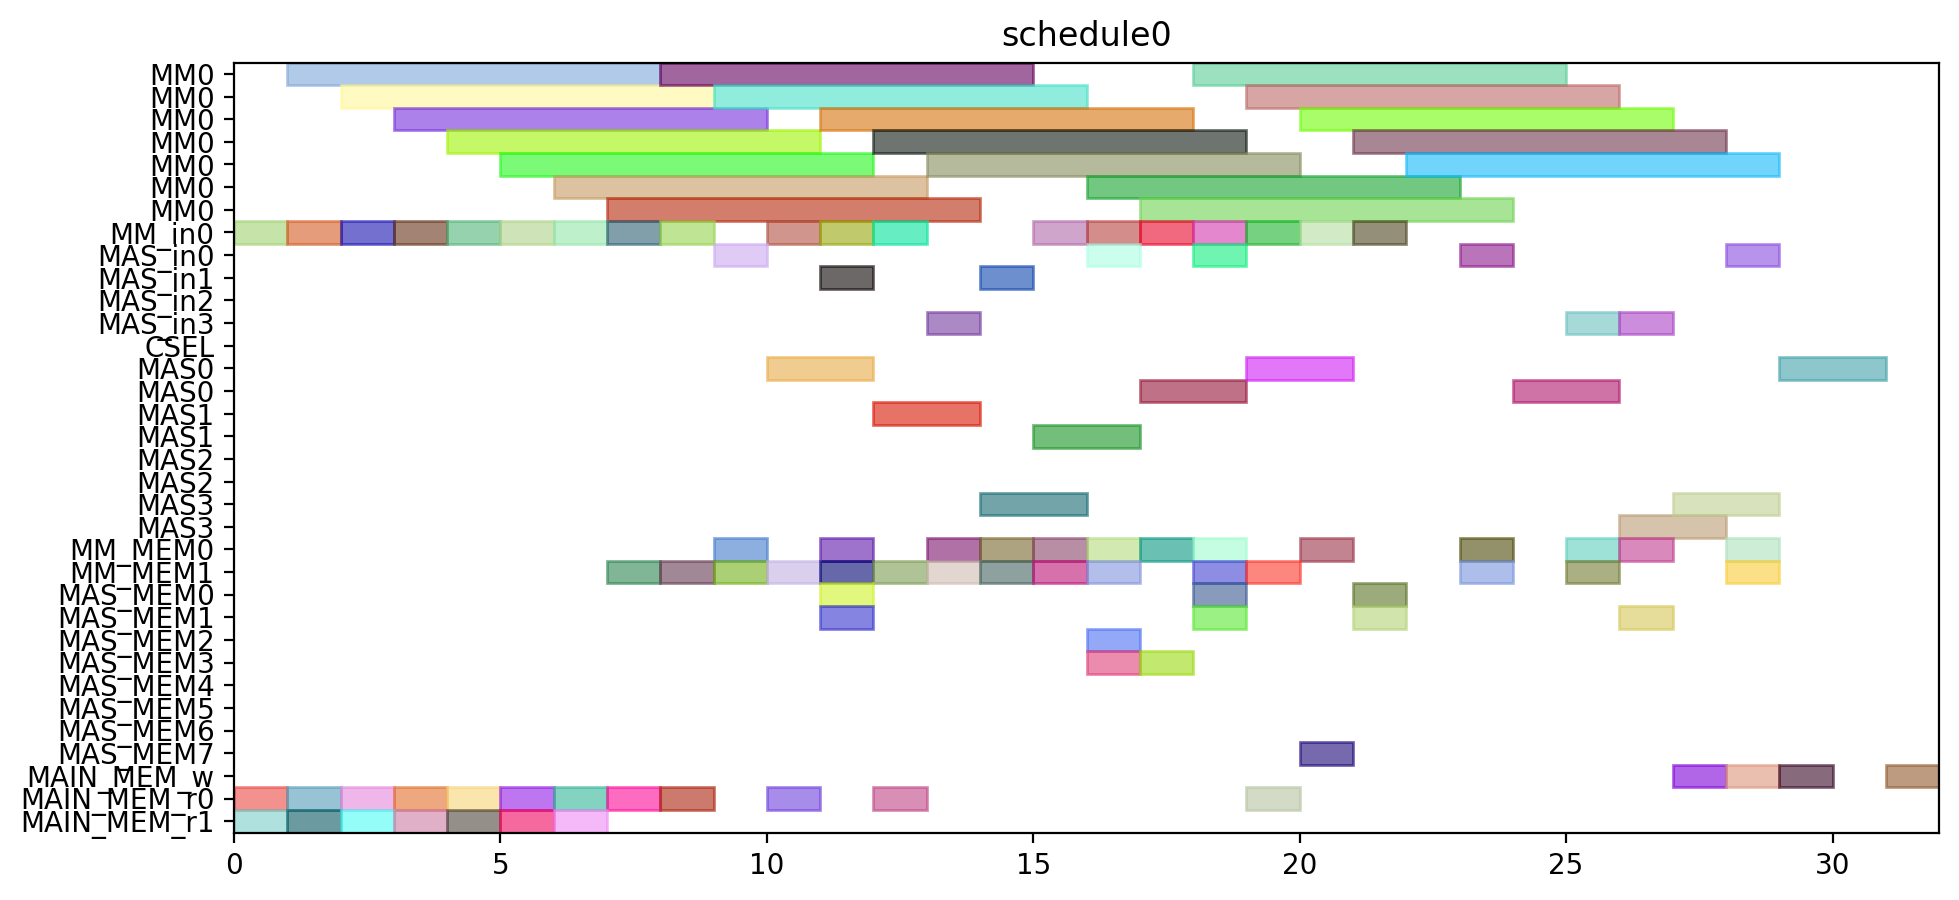 schedule0
MM0
MM0
MM0
MM0
MM0
MM0
MM0
MM_in0
MAS_in0
MAS_in1
MAS_in2
MAS_in3
CSEL
MAS0
MAS0
MAS1
MAS1
MAS2
MAS2
MAS3
MAS3
MM_MEM0
MM_MEM1
MAS_MEM0
MAS_MEM1
MAS_MEM2
MAS_MEM3
MAS_MEM4
MAS_MEM5
MAS_MEM6
MAS_MEM7
MAIN_MEM_w
MAIN_MEM_r0
MAIN_MEM_r1
0 5 10 15 20 25 30